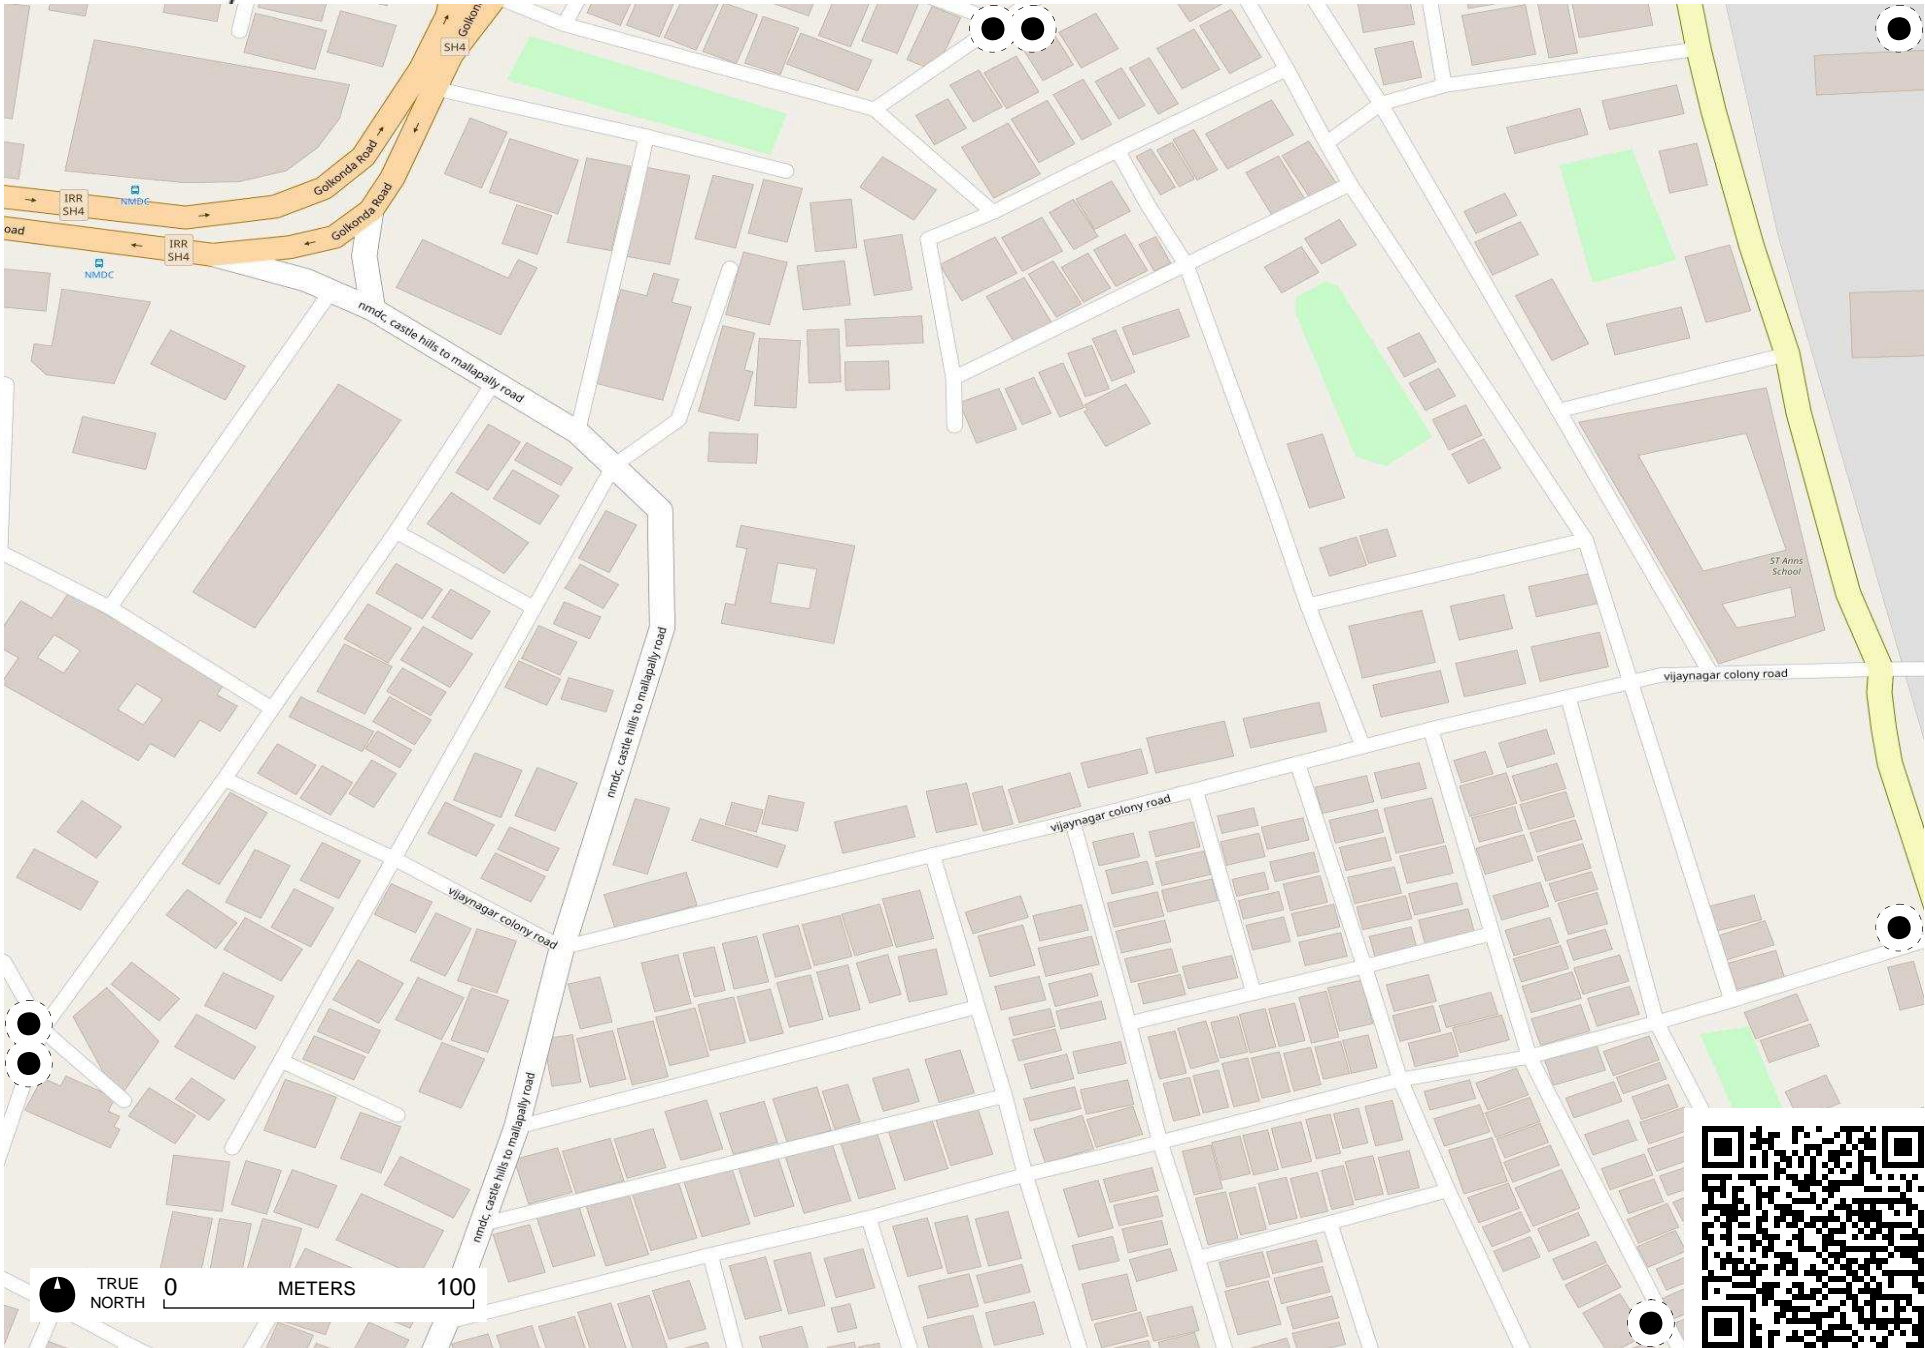 Golkon
SH4
Golkonda Road
IRR
SH4
NMDC
oad
IRR
SH4
Golkonda Road
NMDC
nmdc, castle hills to mallapally road
ST Anns
School
nmdc, castle hills to mallapally road
vijaynagar colony road
vijaynagar colony road
vijaynagar colony road
nmdc, castle hills to mallapally road
TRUE
NORTH
0 METERS 100